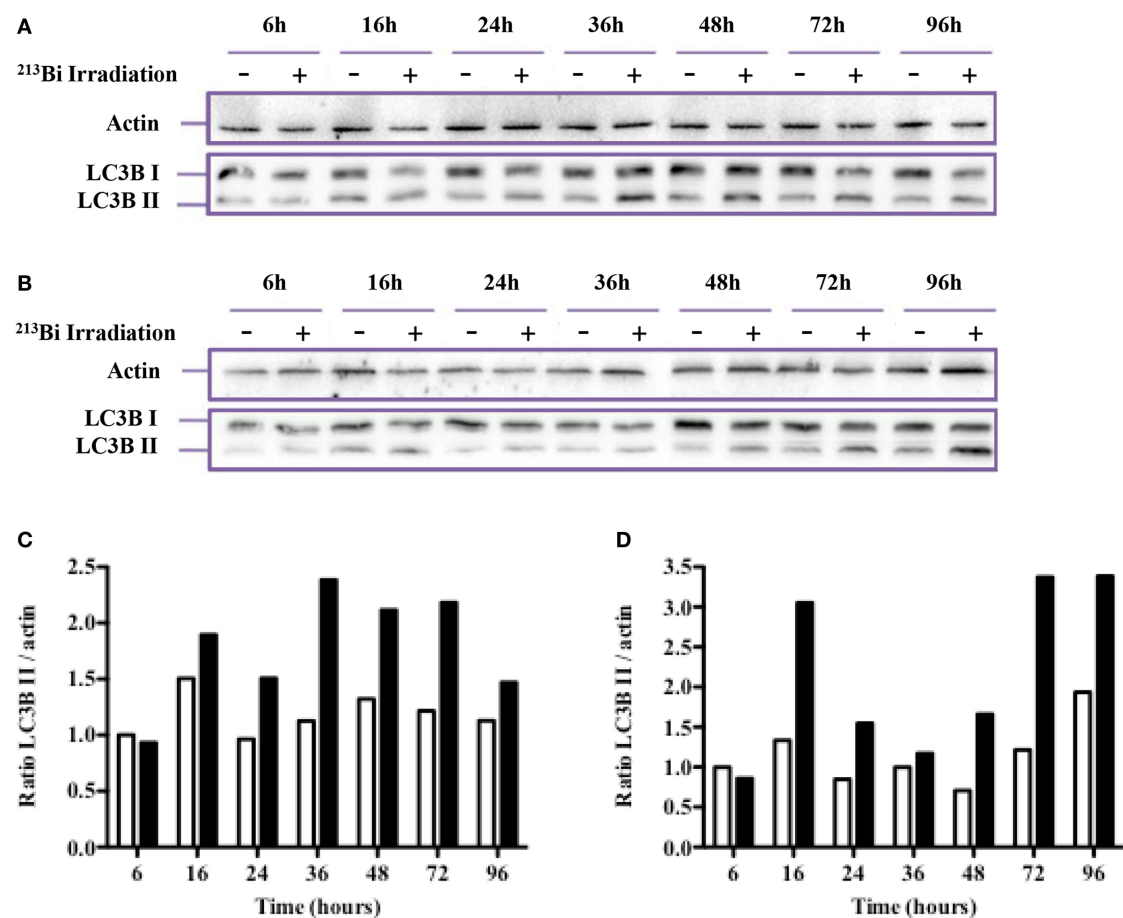 A
6h 16h 24h 36h 48h 72h 96h
213Bi Irradiation - + - + - + - + - + - + - +
Actin
LC3B I
LC3B II
B
6h 16h 24h 36h 48h 72h 96h
213Bi Irradiation - + - + - + - + - + - + - +
Actin
LC3B I
LC3B II
C
Ratio LC3B II / actin
2.5
2.0
1.5
1.0
0.5
0.0
6 16 24 36 48 72 96
Time (hours)
D
Ratio LC3B II / actin
3.5
3.0
2.5
2.0
1.5
1.0
0.5
0.0
6 16 24 36 48 72 96
Time (hours)